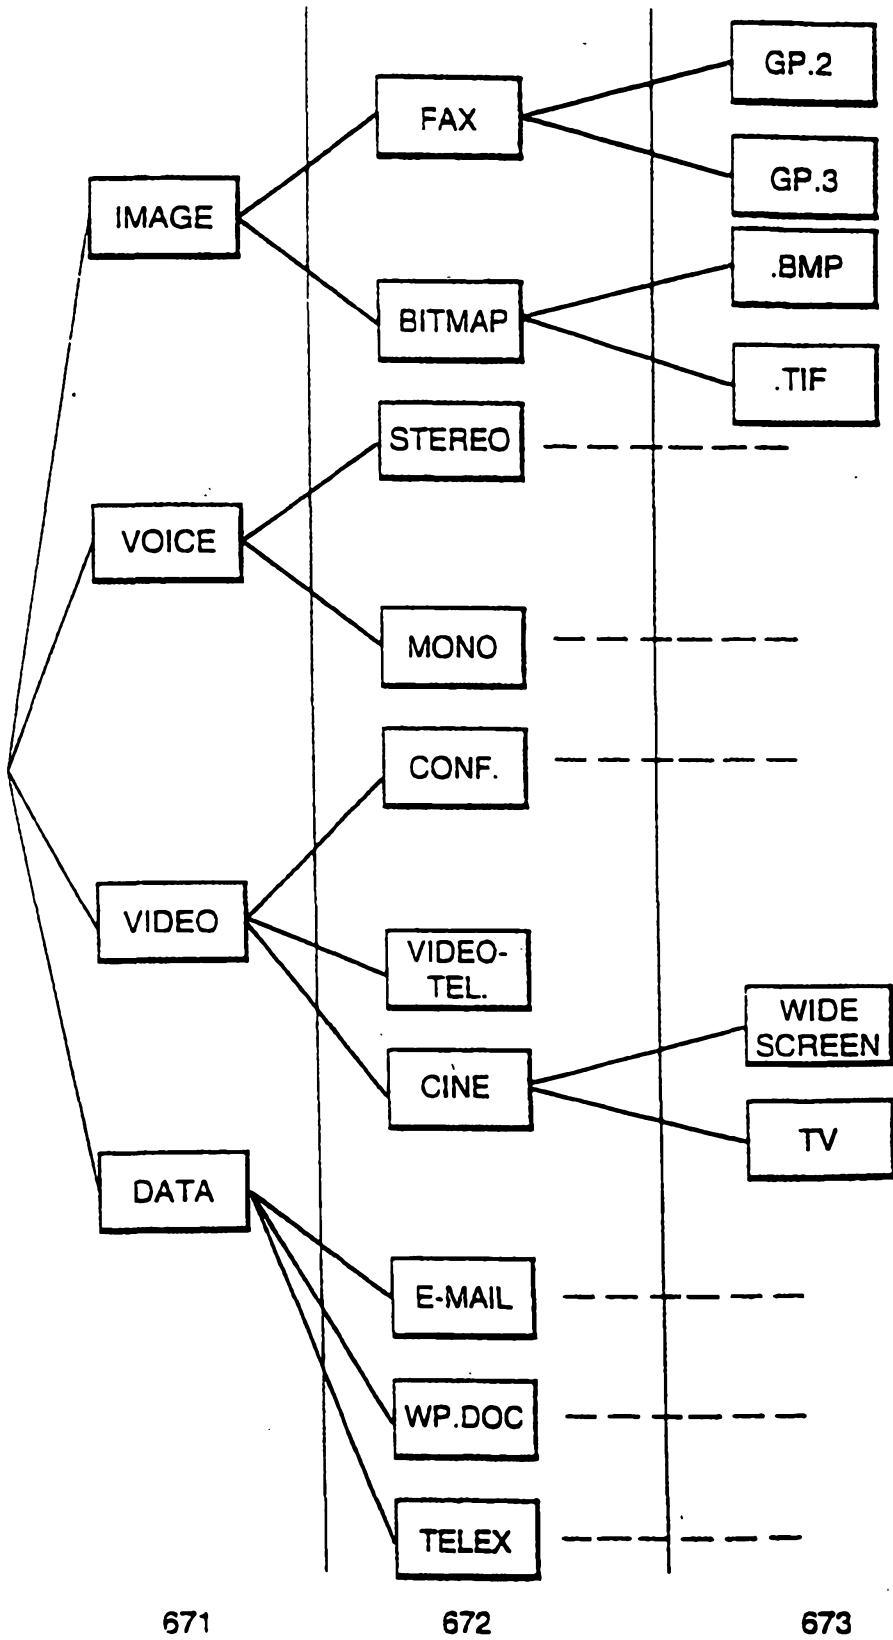 GP.2
FAX
GP.3
IMAGE
.BMP
BITMAP
.TIF
STEREO
VOICE
MONO
CONF.
VIDEO
VIDEO-
TEL.
WIDE
SCREEN
CINE
TV
DATA
E-MAIL
WP.DOC
TELEX
671
672
673